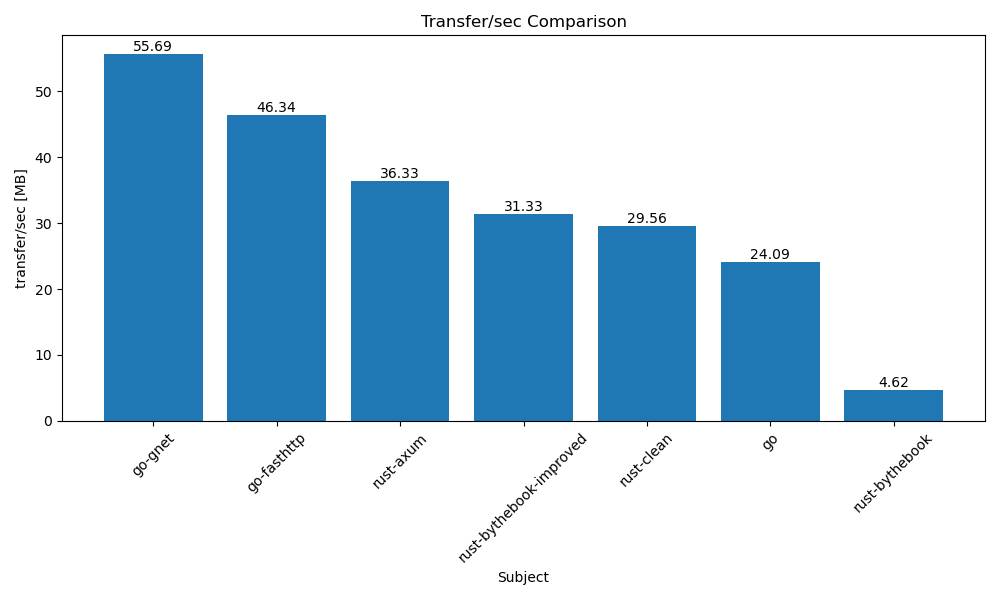 Transfer/sec Comparison
transfer/sec [MB]
50
40
30
20
10
0
55.69
46.34
36.33
31.33
29.56
24.09
4.62
go-gnet
go-fasthttp
rust-axum
rust-bythebook-improved
rust-clean
go
rust-bythebook
Subject